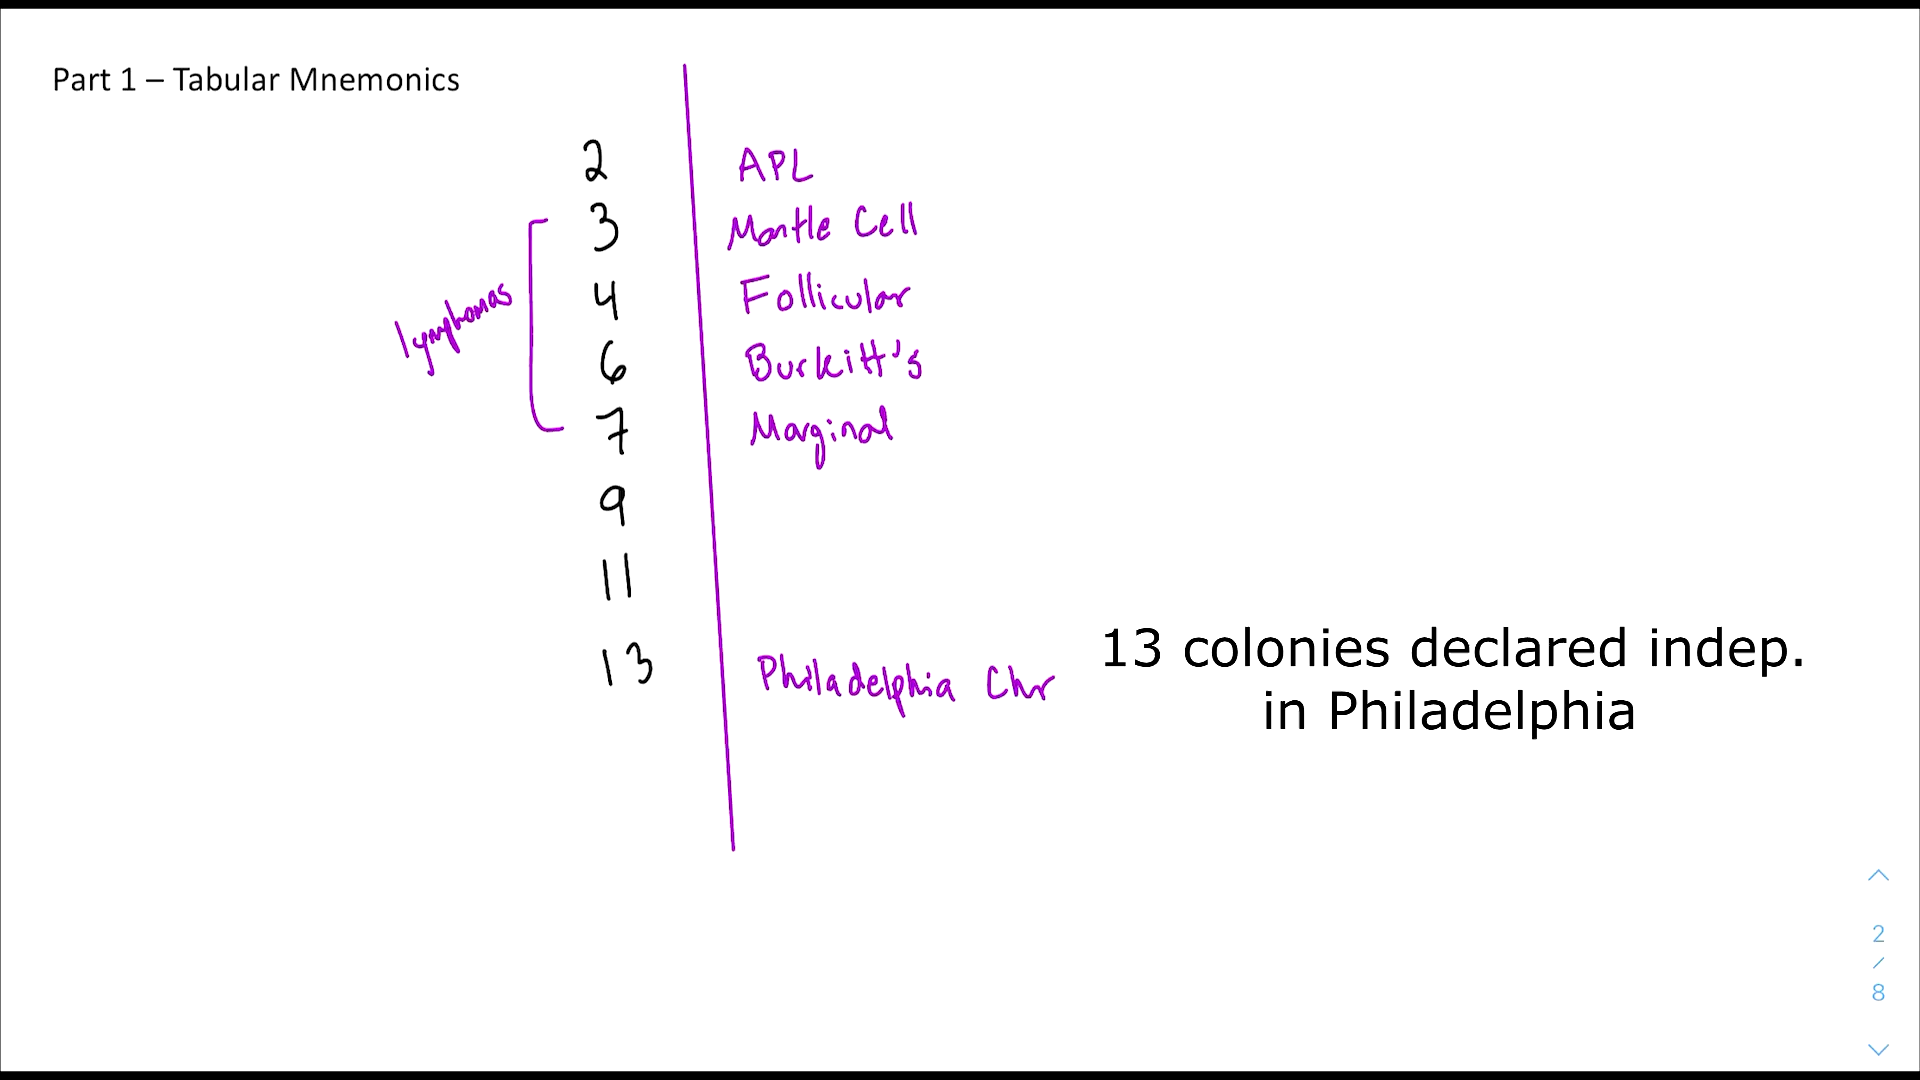 Part 1 – Tabular Mnemonics
2 APL
3 Mantle Cell
4 Follicular
lymphomas
6 Burkitt's
7 Marginal
9
11
13 Philadelphia Chr
13 colonies declared indep.
in Philadelphia
2
/
8